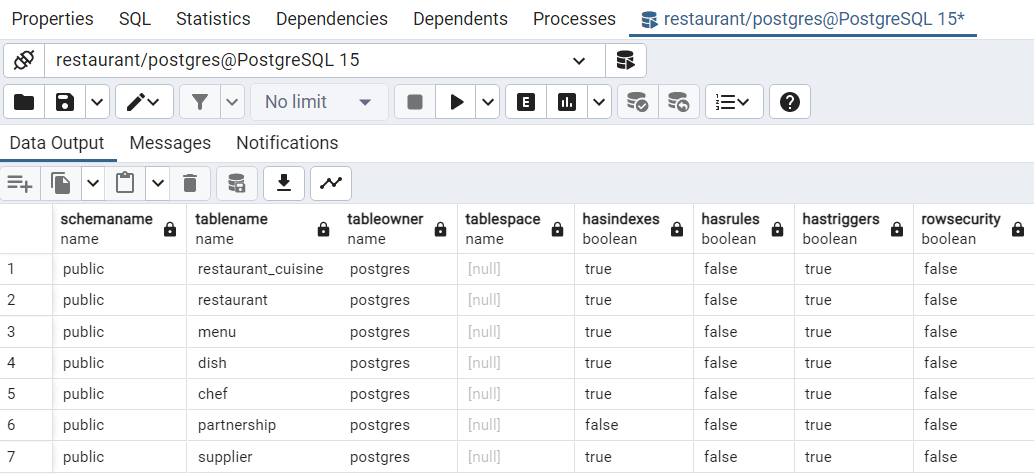 Properties SQL Statistics Dependencies Dependents Processes restaurant/postgres@PostgreSQL 15*
restaurant/postgres@PostgreSQL 15
No limit E
Data Output Messages Notifications
schemaname tablename tableowner tablespace hasindexes hasrules hastriggers rowsecurity
name name name name boolean boolean boolean boolean
1 public restaurant_cuisine postgres [null] true false true false
2 public restaurant postgres [null] true false true false
3 public menu postgres [null] true false true false
4 public dish postgres [null] true false true false
5 public chef postgres [null] true false true false
6 public partnership postgres [null] false false true false
7 public supplier postgres [null] true false true false